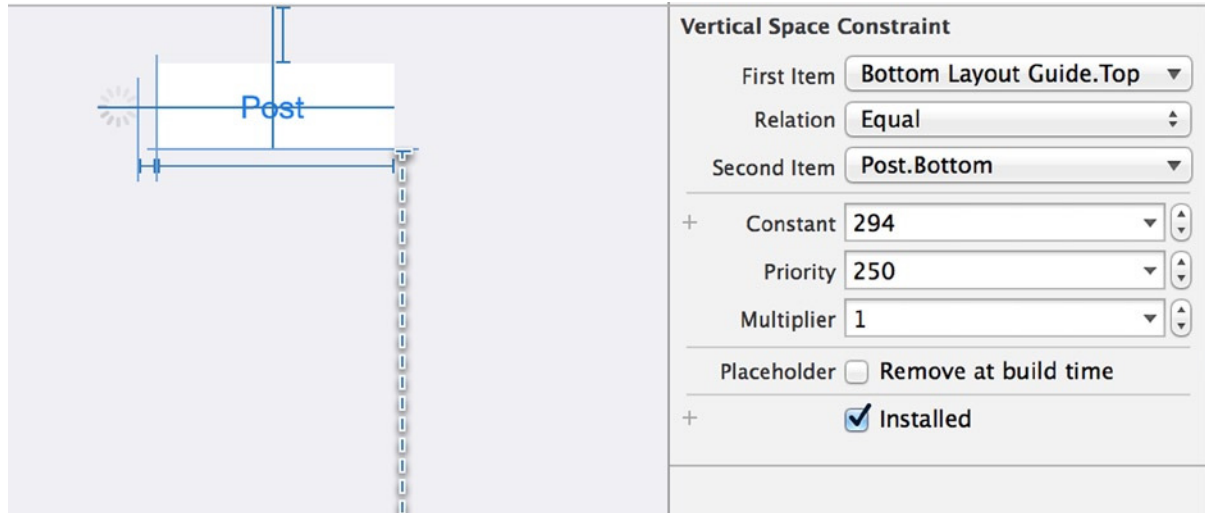 Post
Vertical Space Constraint
First Item Bottom Layout Guide.Top
Relation Equal
Second Item Post.Bottom
+ Constant 294
Priority 250
Multiplier 1
Placeholder Remove at build time
+ Installed